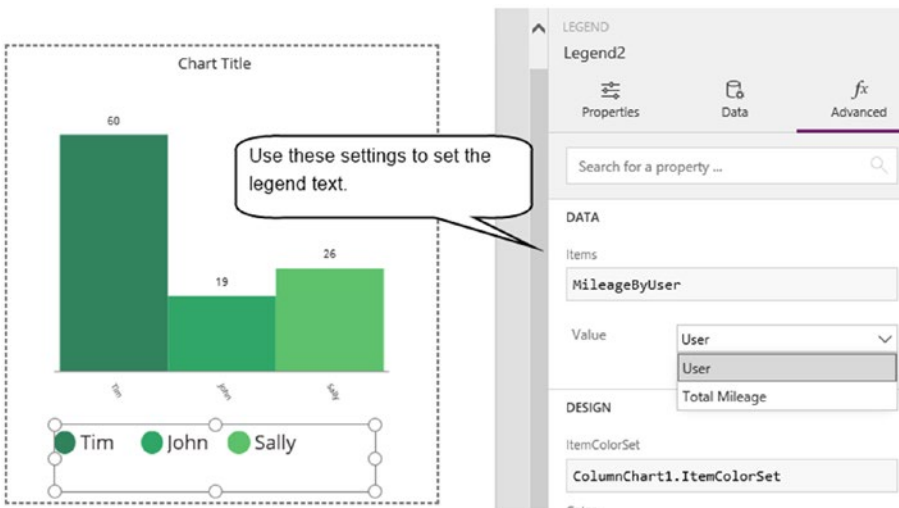 Chart Title
60
19
26
Tim
John
Sally
Tim John Sally
Use these settings to set the
legend text.
LEGEND
Legend2
Properties Data fx Advanced
Search for a property ...
DATA
Items
MileageByUser
Value User
User
Total Mileage
DESIGN
ItemColorSet
ColumnChart1.ItemColorSet